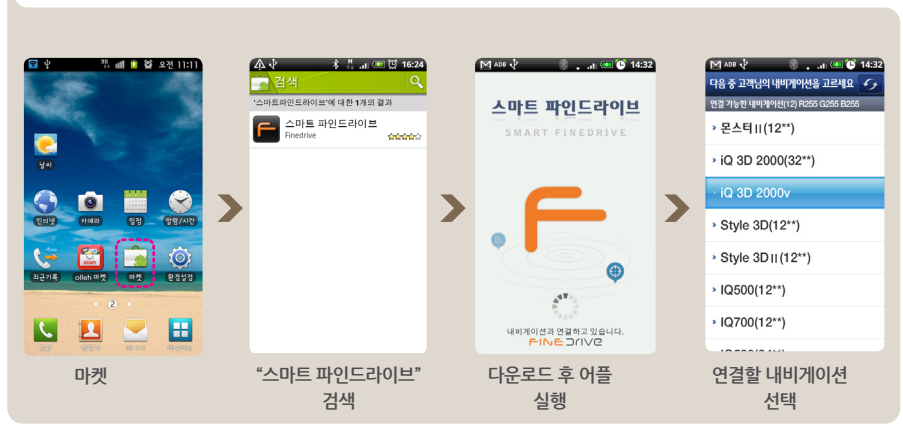 오전 11:11
날씨
인터넷
카메라
일정
알람/시간
최근기록
olleh 마켓
마켓
환경설정
2
마켓
16:24
검색
'스마트파인드라이브'에 대한 1개의 결과
스마트 파인드라이브
Finedrive
“스마트 파인드라이브”
검색
ADB
14:32
스마트 파인드라이브
SMART FINEDRIVE
내비게이션과 연결하고 있습니다.
FINEDRIVE
다운로드 후 어플
실행
ADB
14:32
다음 중 고객님의 내비게이션을 고르세요
연결 가능한 내비게이션(12) R255 G255 B255
몬스터II(12**)
iQ 3D 2000(32**)
iQ 3D 2000v
Style 3D(12**)
Style 3DII(12**)
IQ500(12**)
IQ700(12**)
연결할 내비게이션
선택